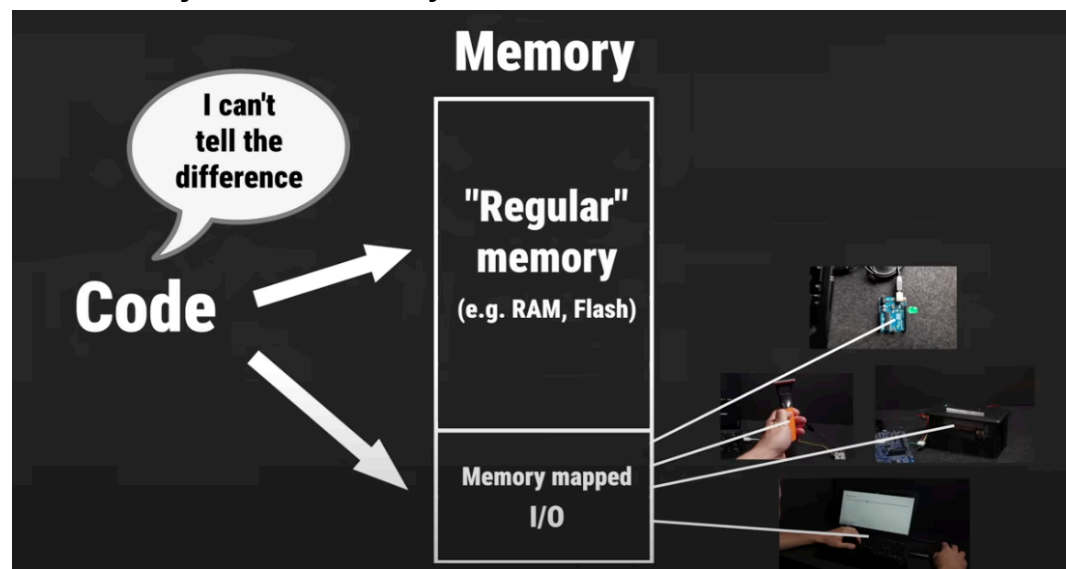 Memory
I can't
tell the
difference
"Regular"
memory
(e.g. RAM, Flash)
Code
Memory mapped
I/O